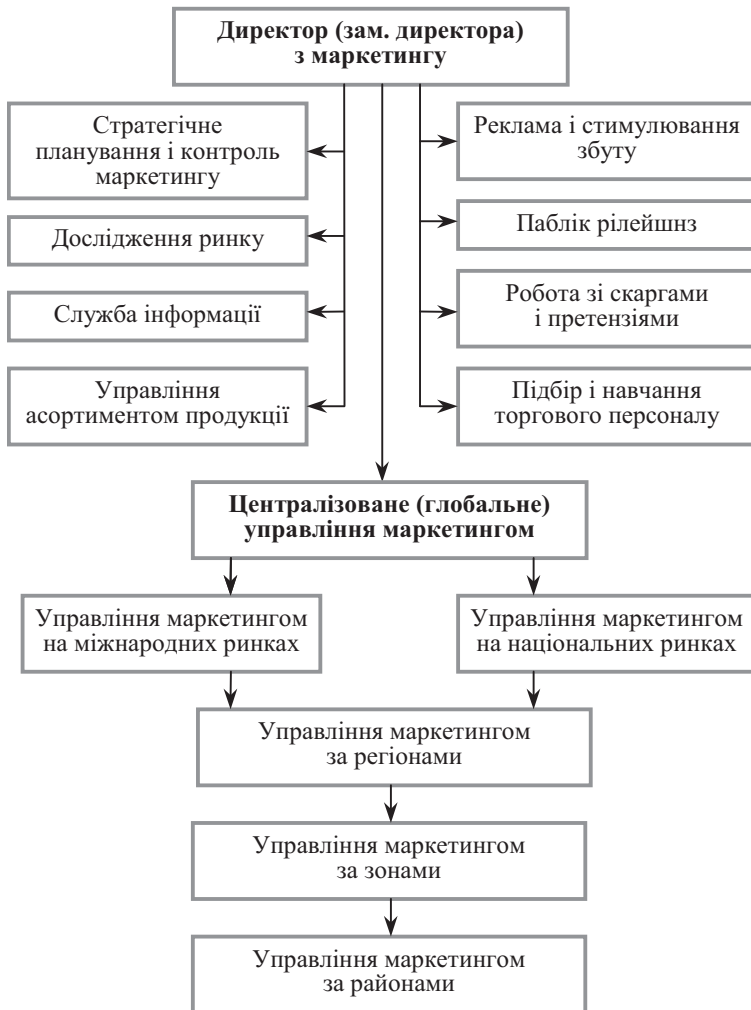 Директор (зам. директора)
з маркетингу
Стратегічне
планування і контроль
маркетингу
Реклама і стимулювання
збуту
Дослідження ринку
Паблік рілейшнз
Служба інформації
Робота зі скаргами
і претензіями
Управління
асортиментом продукції
Підбір і навчання
торгового персоналу
Централізоване (глобальне)
управління маркетингом
Управління маркетингом
на міжнародних ринках
Управління маркетингом
на національних ринках
Управління маркетингом
за регіонами
Управління маркетингом
за зонами
Управління маркетингом
за районами